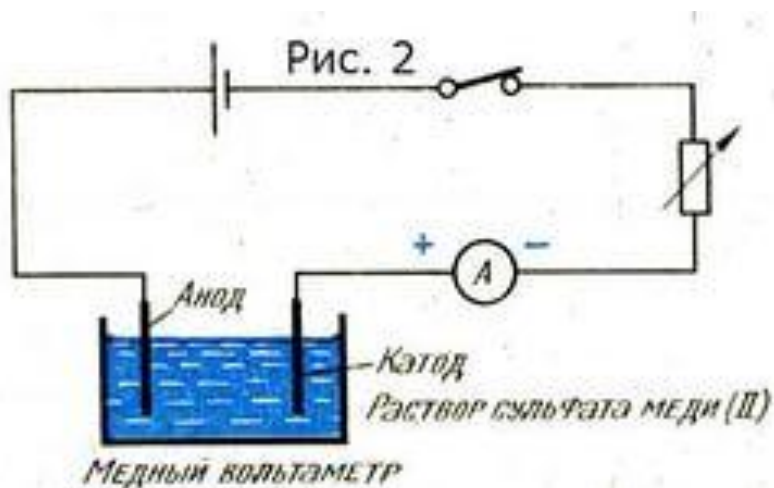 Рис. 2
+
−
А
Анод
Катод
Раствор сульфата меди (II)
Медный вольтаметр